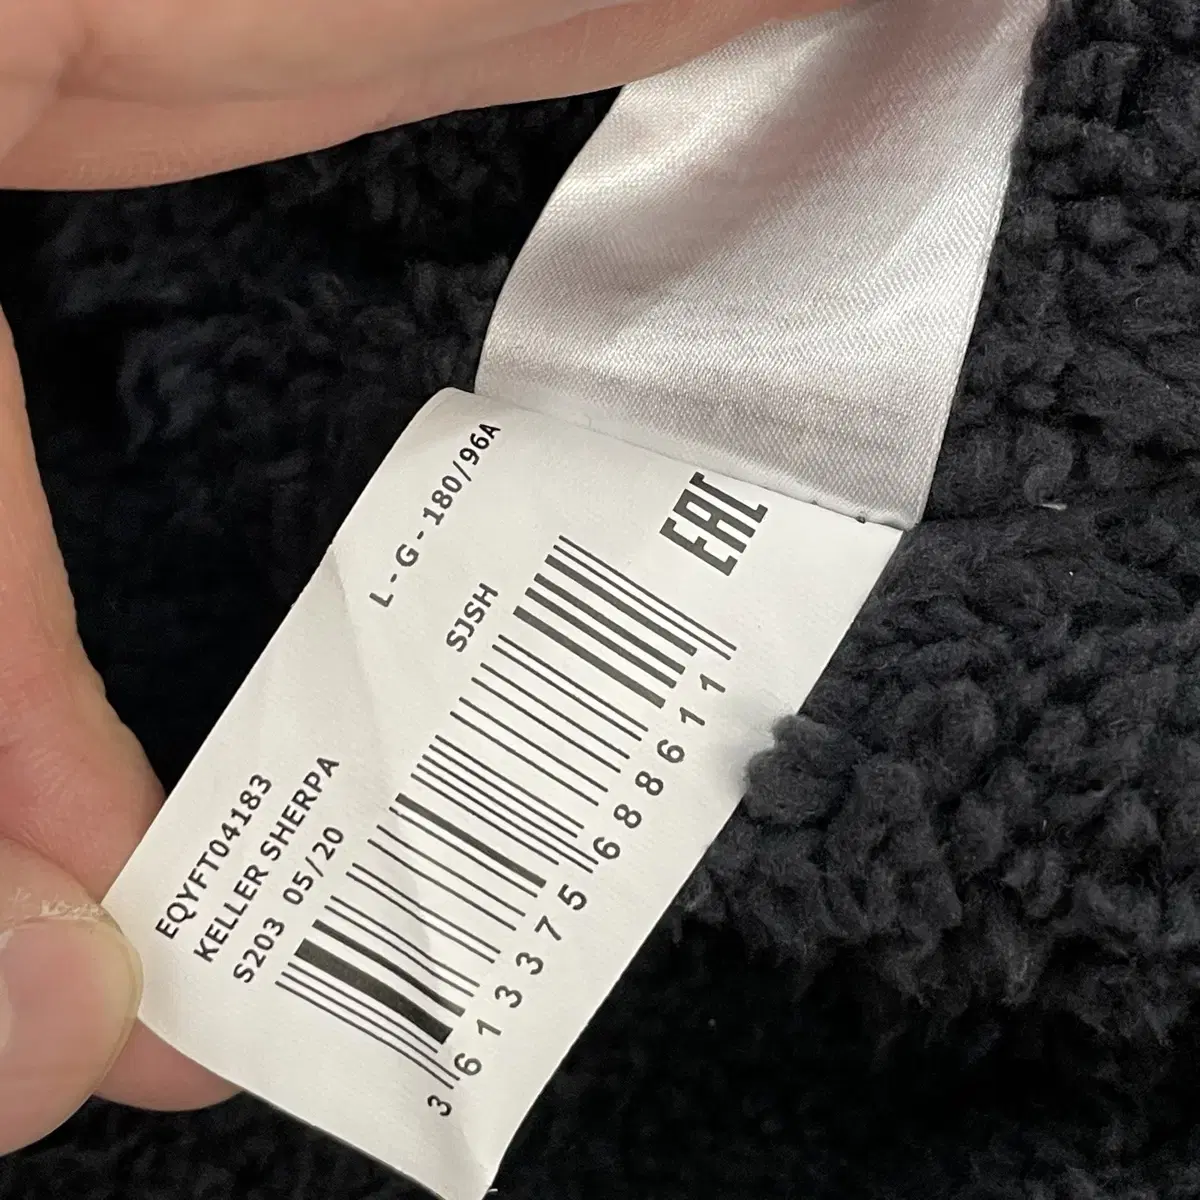 L - G - 180/96A
EAC
SJSH
EQYFT04183
KELLER SHERPA
S203 05/20
3 613375 688611